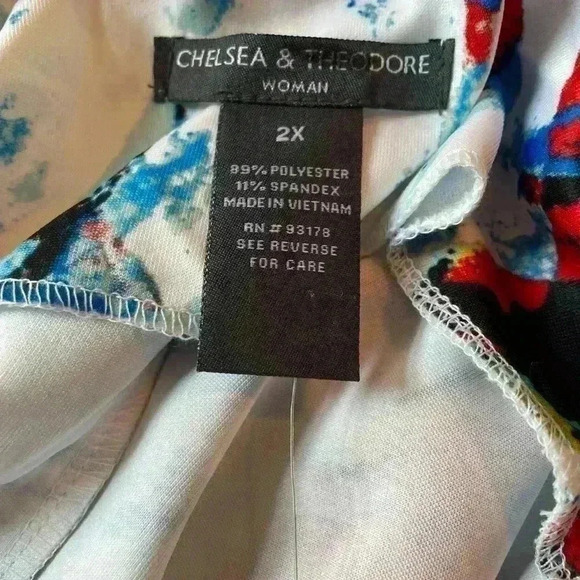 CHELSEA & THEODORE
WOMAN
2X
89% POLYESTER
11% SPANDEX
MADE IN VIETNAM
RN # 93178
SEE REVERSE
FOR CARE